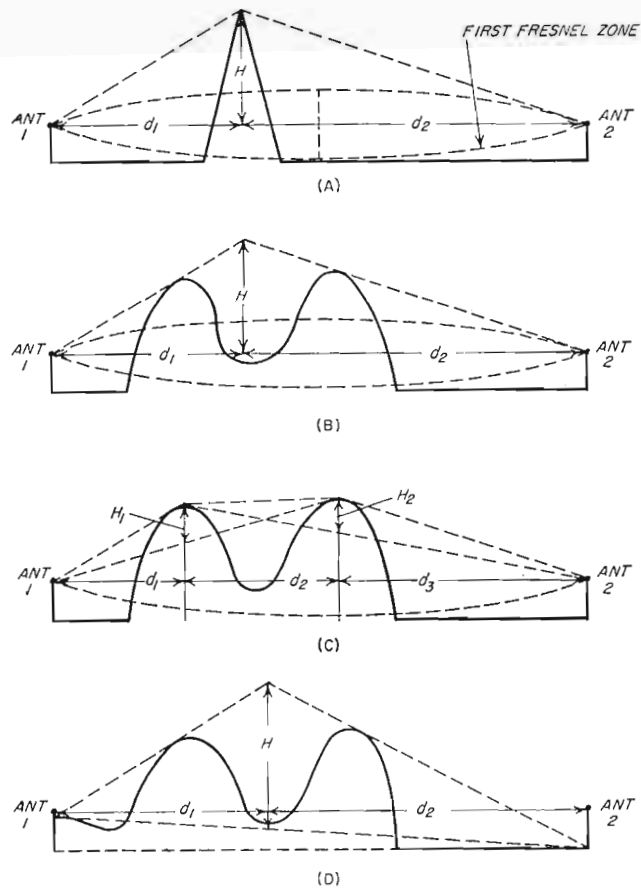 FIRST FRESNEL ZONE
H
ANT
1
d1
d2
ANT
2
(A)
H
ANT
1
d1
d2
ANT
2
(B)
H1
H2
ANT
1
d1
d2
d3
ANT
2
(C)
H
ANT
1
d1
d2
ANT
2
(D)